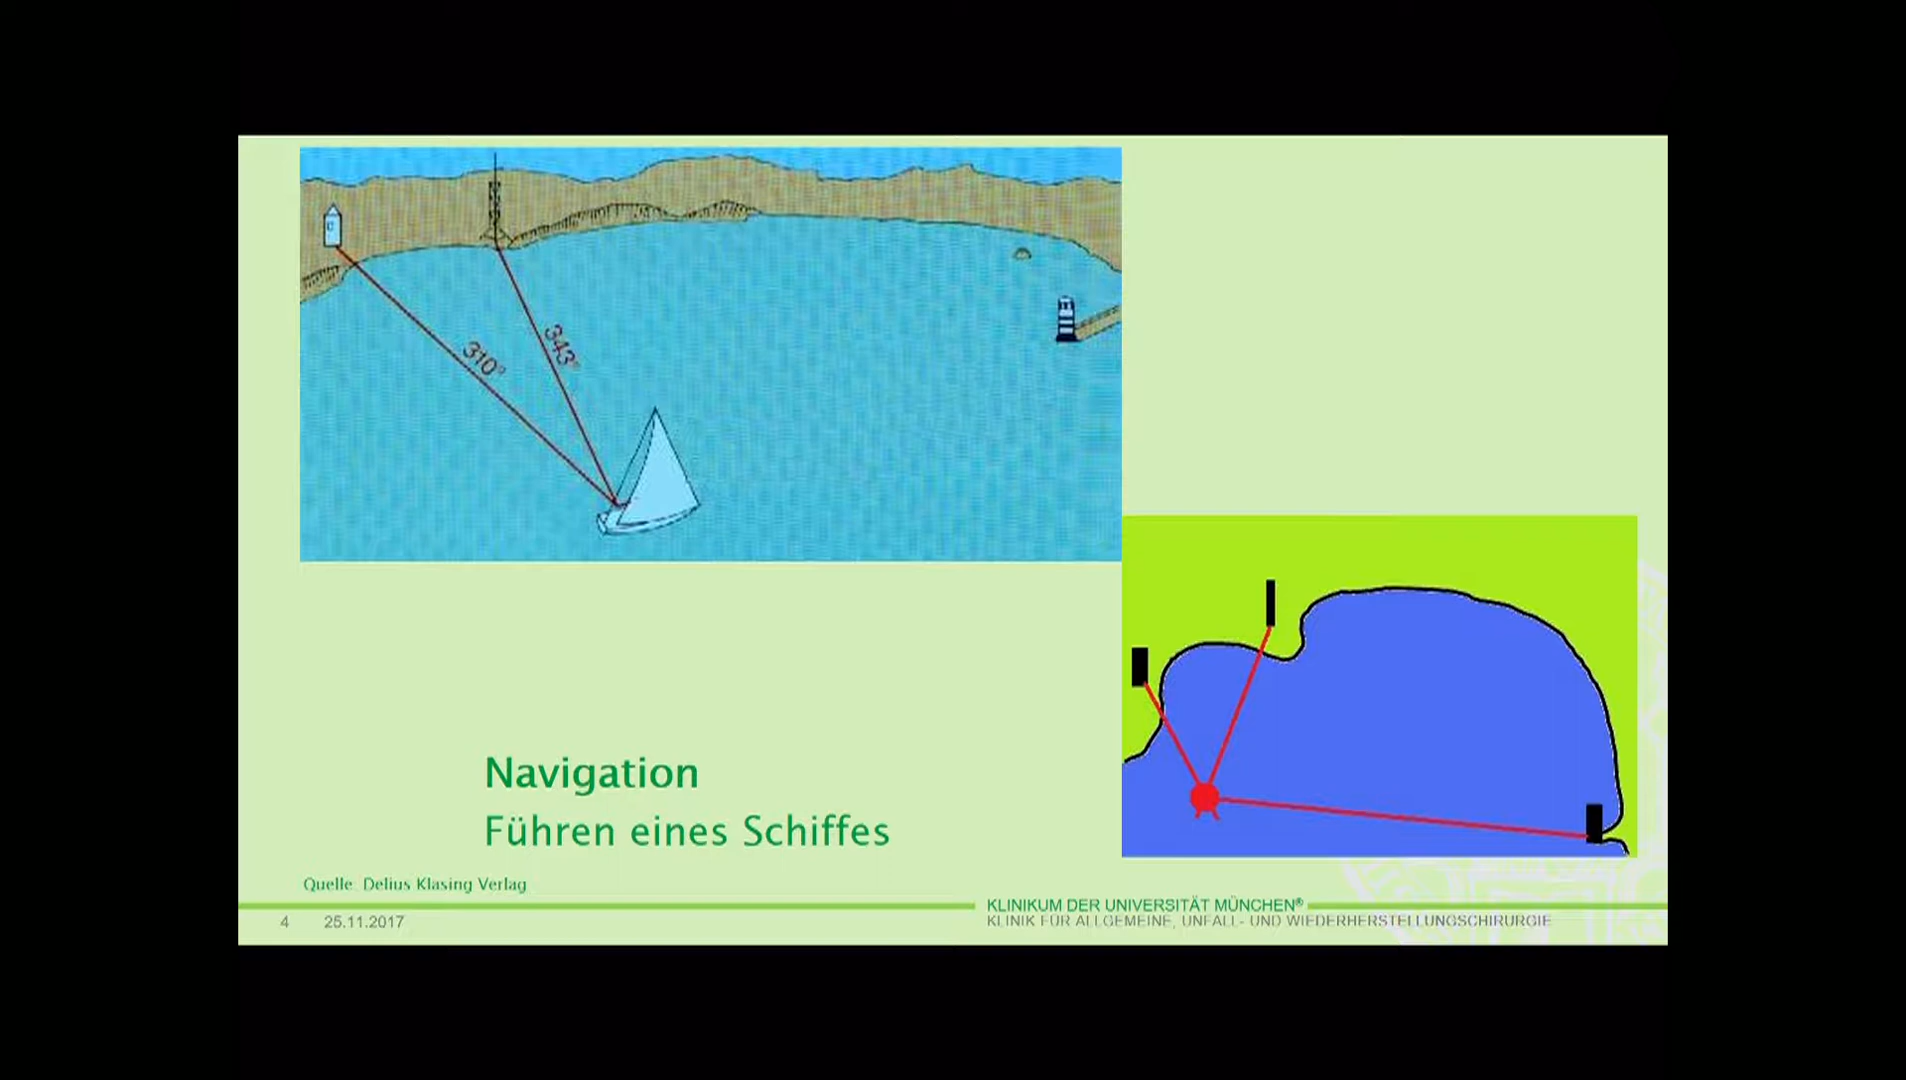 310°
343°
Navigation
Führen eines Schiffes
Quelle: Delius Klasing Verlag
4 25.11.2017
KLINIKUM DER UNIVERSITÄT MÜNCHEN®
KLINIK FÜR ALLGEMEINE, UNFALL- UND WIEDERHERSTELLUNGSCHIRURGIE